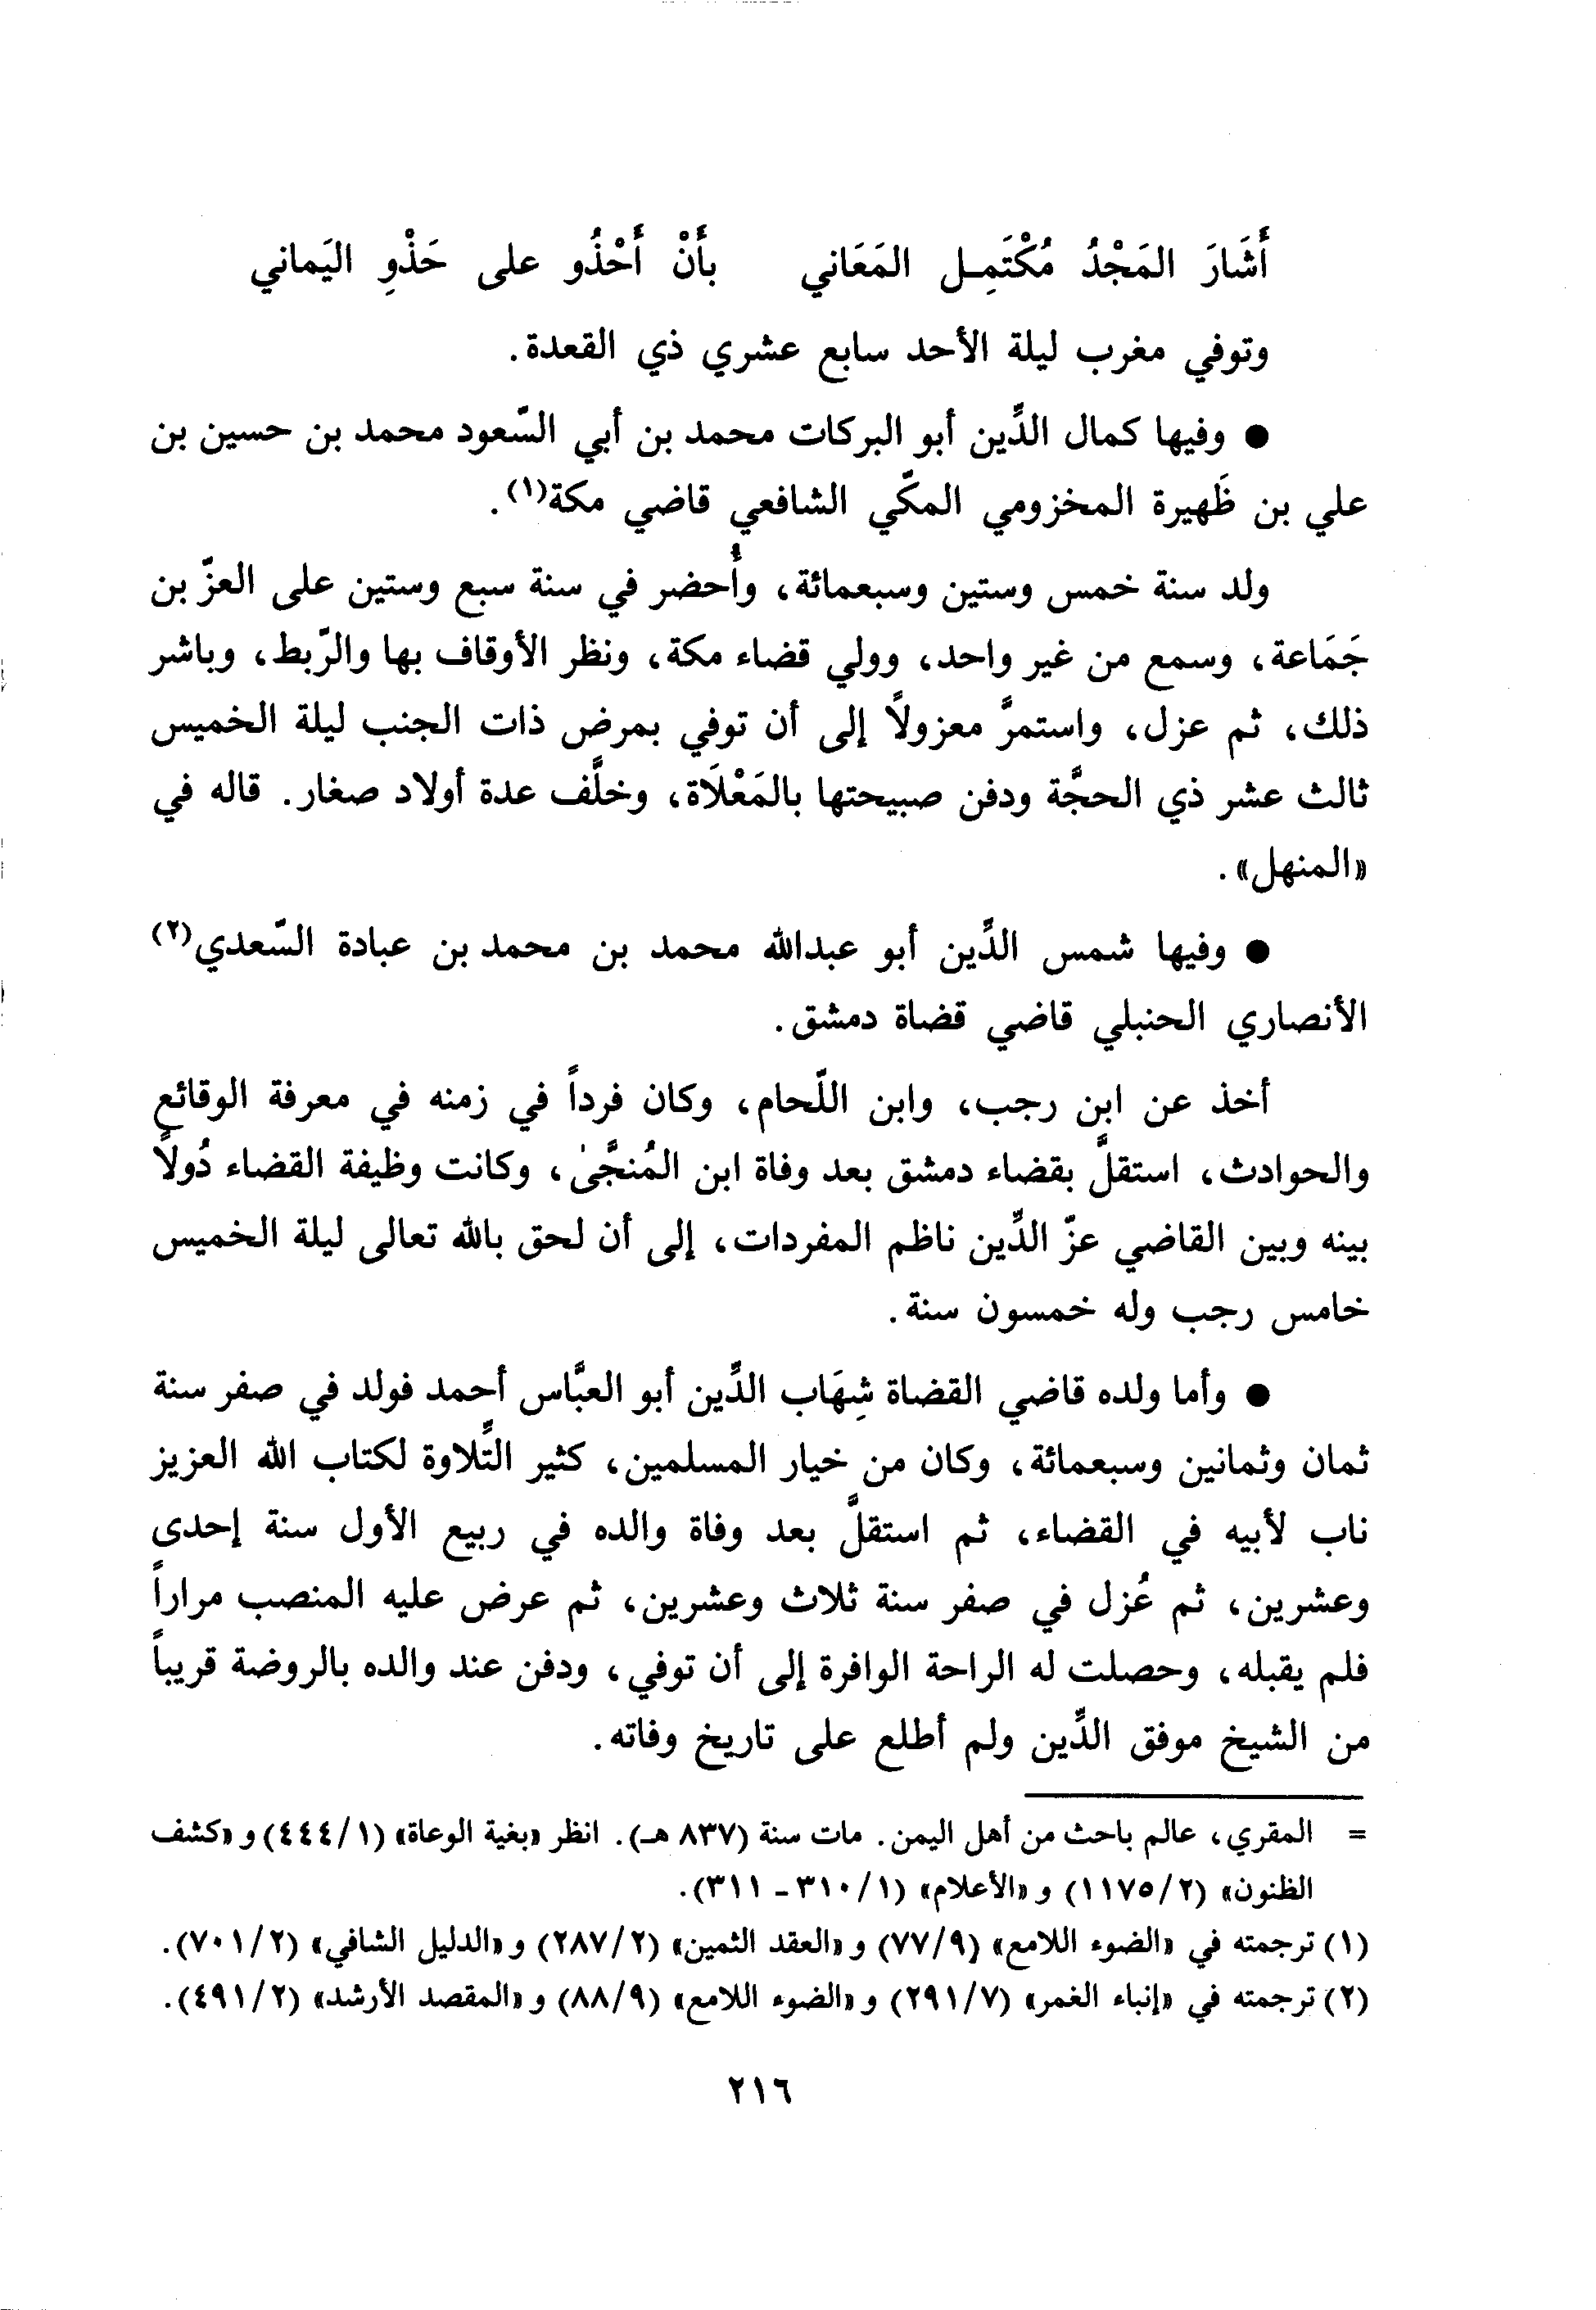 أَشَارَ المَجْدُ مُكْتَمِـل المَعَاني بأَنْ أَحْذُو على حَذْوِ اليَماني
وتوفي مغرب ليلة الأحد سابع عشري ذي القعدة.
● وفيها كمال الدِّين أبو البركات محمد بن أبي السّعود محمد بن حسين بن
علي بن ظَهيرة المخزومي المكّي الشافعي قاضي مكة(١).
ولد سنة خمس وستين وسبعمائة، وأُحضر في سنة سبع وستين على العزّ بن
جَمَاعة، وسمع من غير واحد، وولي قضاء مكة، ونظر الأوقاف بها والرّبط، وباشر
ذلك، ثم عزل، واستمرَّ معزولاً إلى أن توفي بمرض ذات الجنب ليلة الخميس
ثالث عشر ذي الحجَّة ودفن صبيحتها بالمَعْلَاة، وخلَّف عدة أولاد صغار. قاله في
«المنهل».
● وفيها شمس الدِّين أبو عبدالله محمد بن محمد بن عبادة السّعدي(٢)
الأنصاري الحنبلي قاضي قضاة دمشق.
أخذ عن ابن رجب، وابن اللّحام، وكان فرداً في زمنه في معرفة الوقائع
والحوادث، استقلَّ بقضاء دمشق بعد وفاة ابن المُنجَّىٰ، وكانت وظيفة القضاء دُولاً
بينه وبين القاضي عزّ الدِّين ناظم المفردات، إلى أن لحق بالله تعالى ليلة الخميس
خامس رجب وله خمسون سنة.
● وأما ولده قاضي القضاة شِهَاب الدِّين أبو العبَّاس أحمد فولد في صفر سنة
ثمان وثمانين وسبعمائة، وكان من خيار المسلمين، كثير التِّلاوة لكتاب الله العزيز
ناب لأبيه في القضاء، ثم استقلَّ بعد وفاة والده في ربيع الأول سنة إحدى
وعشرين، ثم عُزل في صفر سنة ثلاث وعشرين، ثم عرض عليه المنصب مراراً
فلم يقبله، وحصلت له الراحة الوافرة إلى أن توفي، ودفن عند والده بالروضة قريباً
من الشيخ موفق الدِّين ولم أطلع على تاريخ وفاته.
= المقري، عالم باحث من أهل اليمن. مات سنة (٨٣٧ هـ). انظر «بغية الوعاة» (١/٤٤٤) و «كشف
الظنون» (٢/١١٧٥) و «الأعلام» (١/٣١٠ - ٣١١).
(١) ترجمته في «الضوء اللامع» (٩/٧٧) و «العقد الثمين» (٢/٢٨٧) و «الدليل الشافي» (٢/٧٠١).
(٢) ترجمته في «إنباء الغمر» (٧/٢٩١) و «الضوء اللامع» (٩/٨٨) و «المقصد الأرشد» (٢/٤٩١).
٢١٦